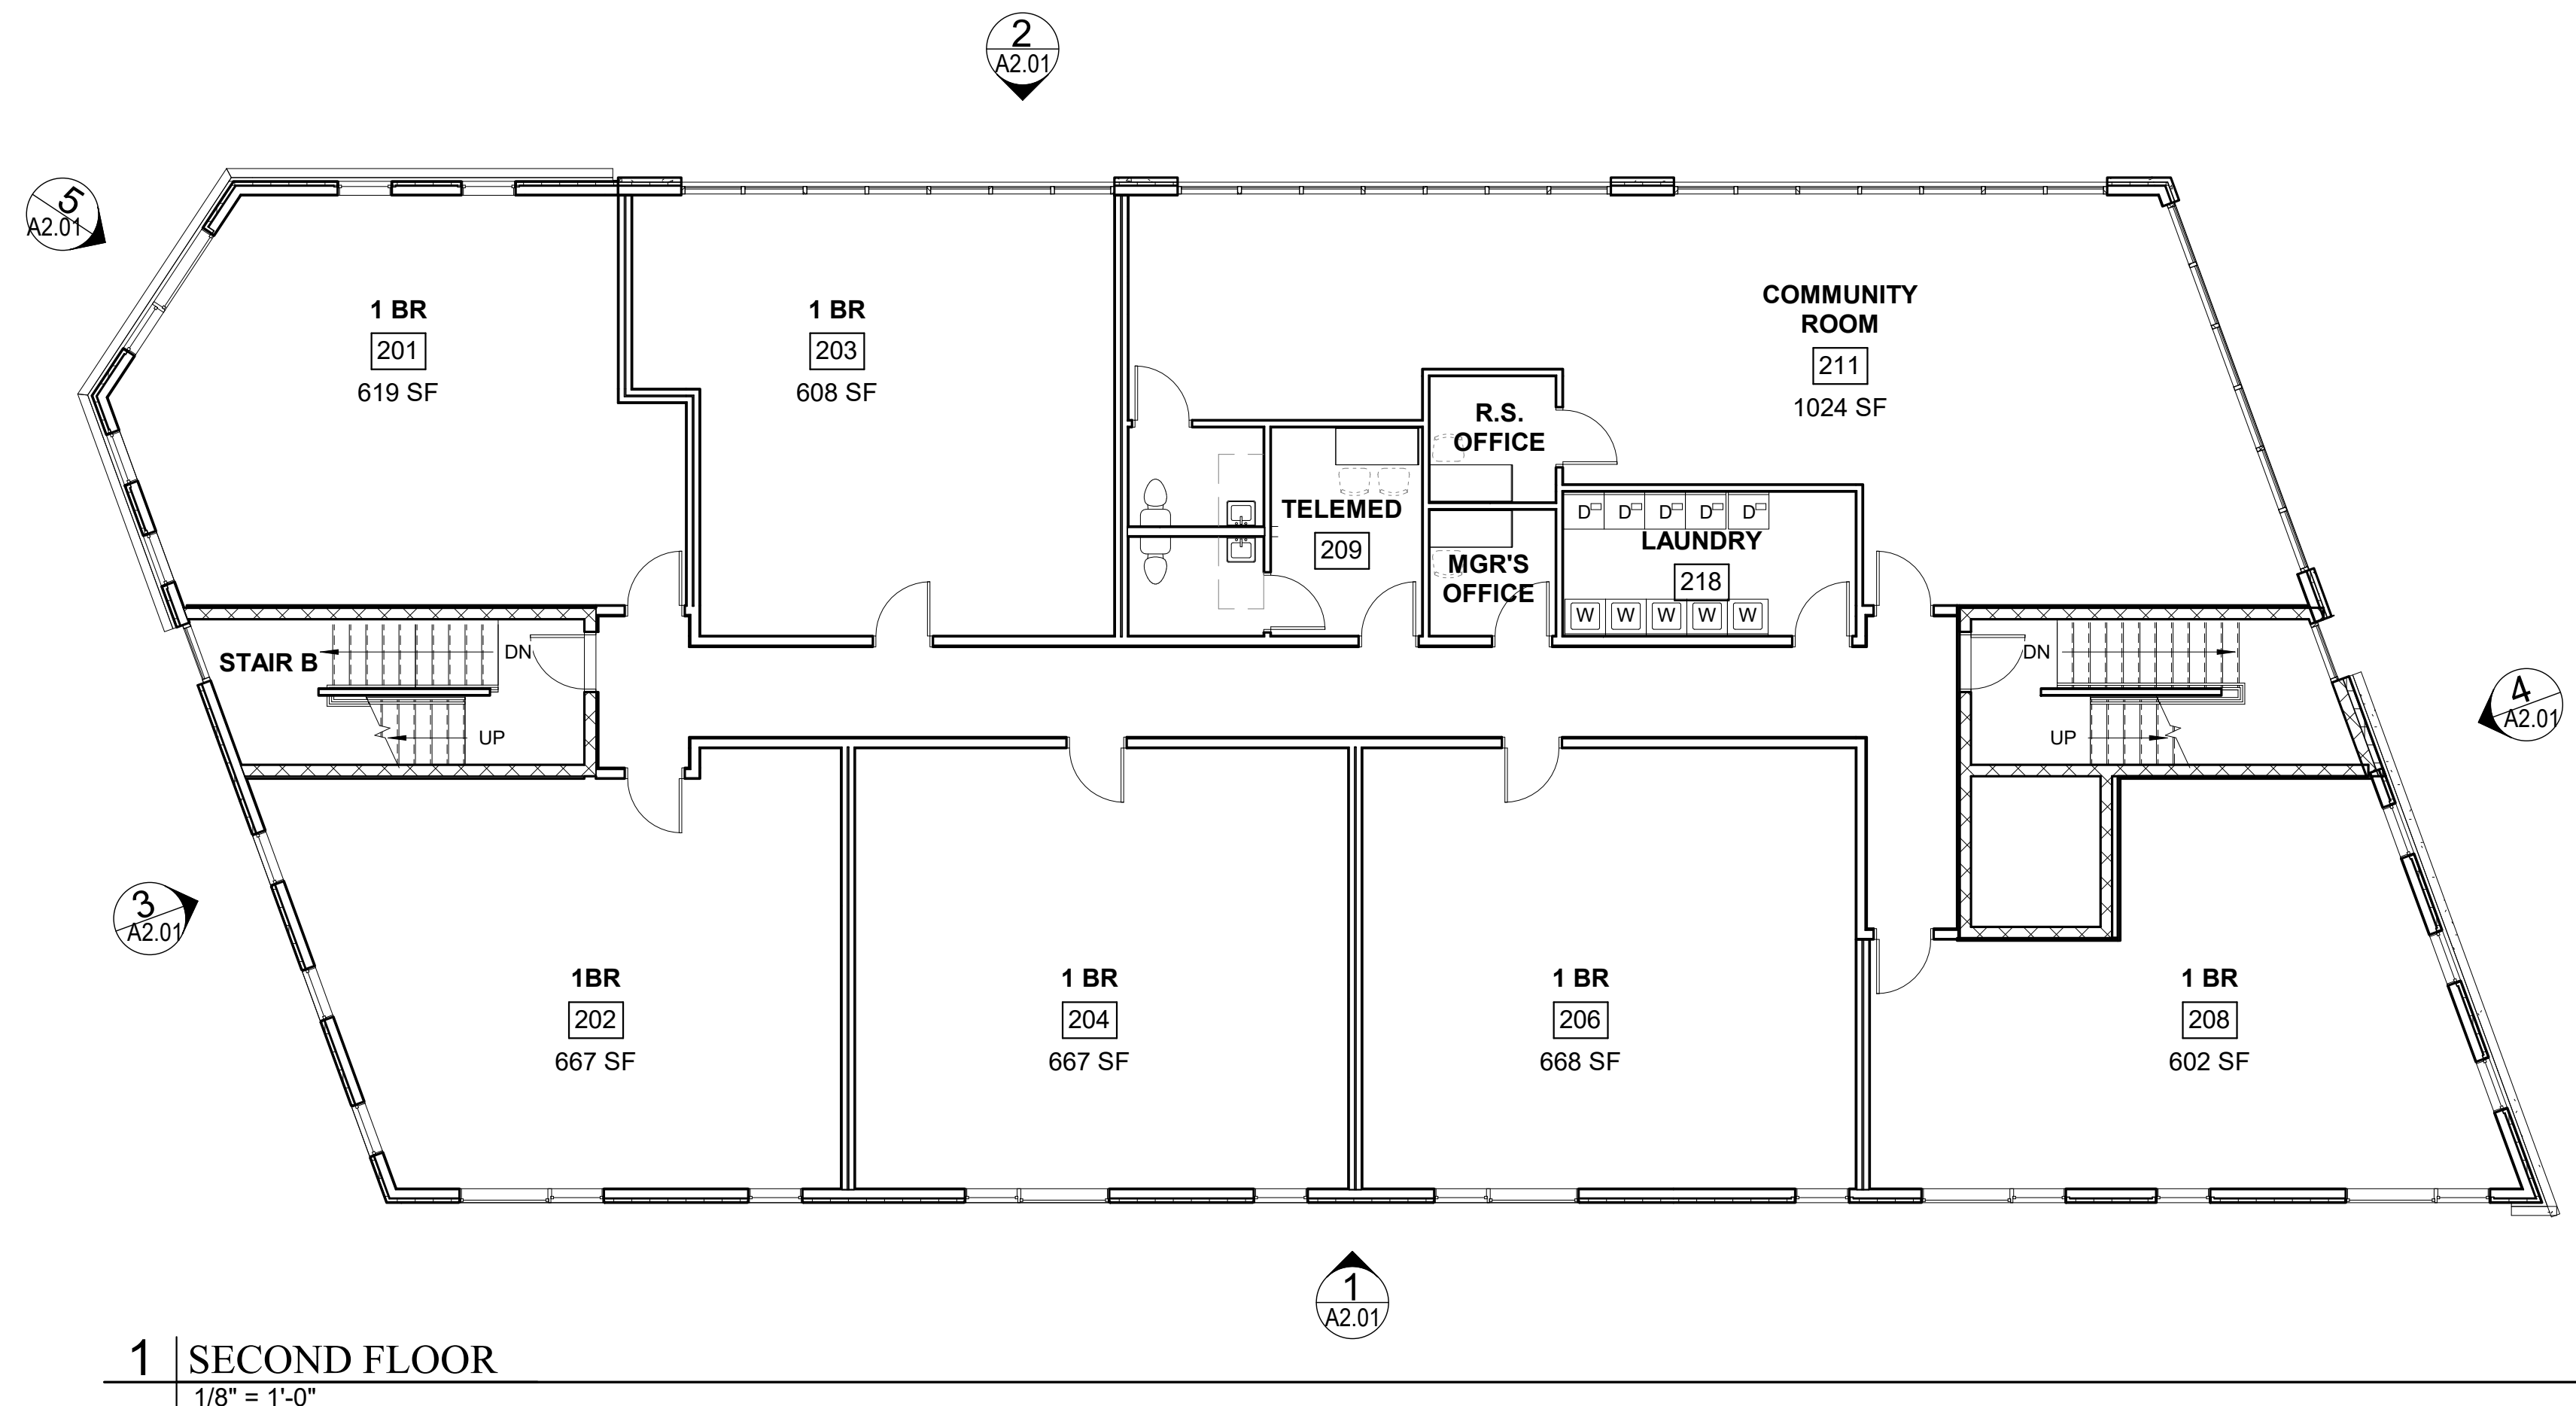 2
A2.01
5
A2.01
1 BR
201
619 SF
1 BR
203
608 SF
COMMUNITY
ROOM
211
1024 SF
R.S.
OFFICE
TELEMED
209
MGR'S
OFFICE
D D D D D
LAUNDRY
218
W W W W W
STAIR B
DN
UP
DN
UP
4
A2.01
3
A2.01
1BR
202
667 SF
1 BR
204
667 SF
1 BR
206
668 SF
1 BR
208
602 SF
1
A2.01
1 SECOND FLOOR
1/8" = 1'-0"